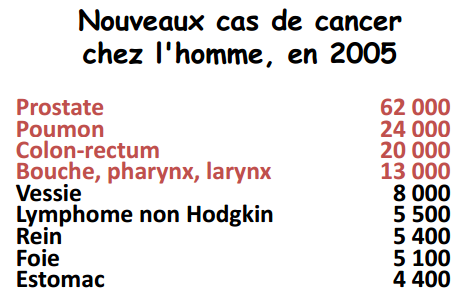 Nouveaux cas de cancer
chez l'homme, en 2005
Prostate 62 000
Poumon 24 000
Colon-rectum 20 000
Bouche, pharynx, larynx 13 000
Vessie 8 000
Lymphome non Hodgkin 5 500
Rein 5 400
Foie 5 100
Estomac 4 400